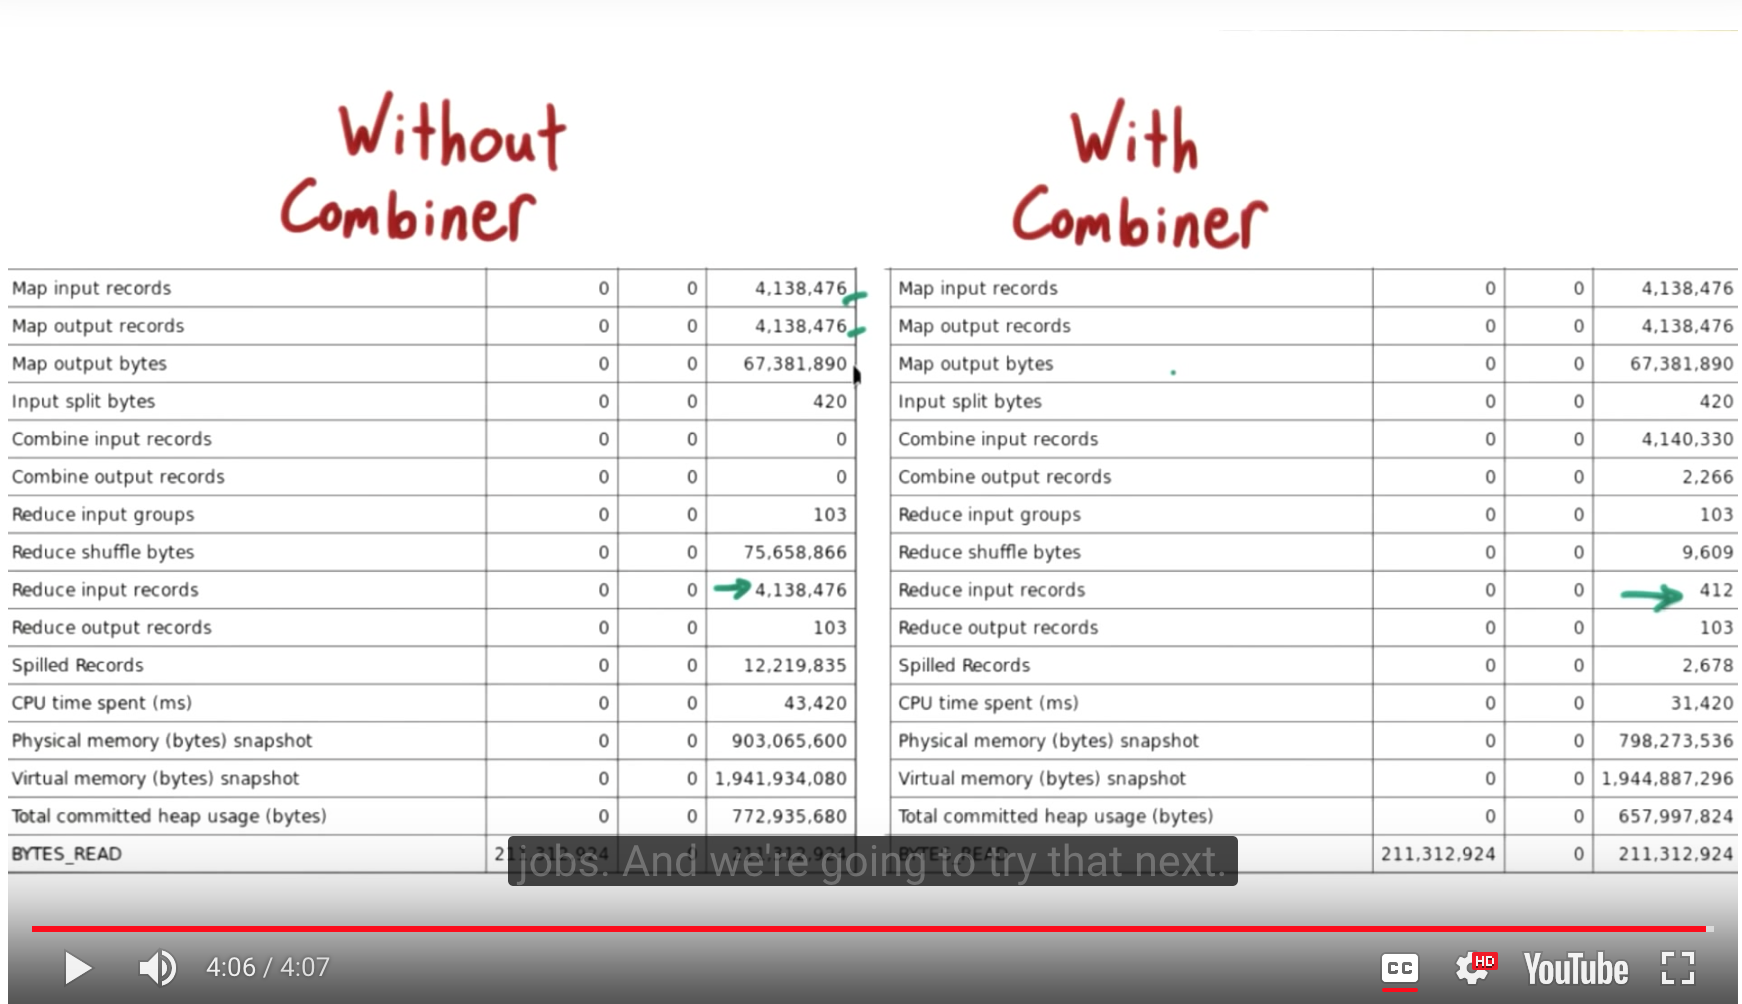 Without
Combiner
With
Combiner
Map input records 0 0 4,138,476
Map output records 0 0 4,138,476
Map output bytes 0 0 67,381,890
Input split bytes 0 0 420
Combine input records 0 0 0
Combine output records 0 0 0
Reduce input groups 0 0 103
Reduce shuffle bytes 0 0 75,658,866
Reduce input records 0 0 4,138,476
Reduce output records 0 0 103
Spilled Records 0 0 12,219,835
CPU time spent (ms) 0 0 43,420
Physical memory (bytes) snapshot 0 0 903,065,600
Virtual memory (bytes) snapshot 0 0 1,941,934,080
Total committed heap usage (bytes) 0 0 772,935,680
BYTES_READ 211,312,924 0 211,312,924
Map input records 0 0 4,138,476
Map output records 0 0 4,138,476
Map output bytes 0 0 67,381,890
Input split bytes 0 0 420
Combine input records 0 0 4,140,330
Combine output records 0 0 2,266
Reduce input groups 0 0 103
Reduce shuffle bytes 0 0 9,609
Reduce input records 0 0 412
Reduce output records 0 0 103
Spilled Records 0 0 2,678
CPU time spent (ms) 0 0 31,420
Physical memory (bytes) snapshot 0 0 798,273,536
Virtual memory (bytes) snapshot 0 0 1,944,887,296
Total committed heap usage (bytes) 0 0 657,997,824
BYTES_READ 211,312,924 0 211,312,924
jobs. And we're going to try that next.
4:06 / 4:07
CC
HD
YouTube